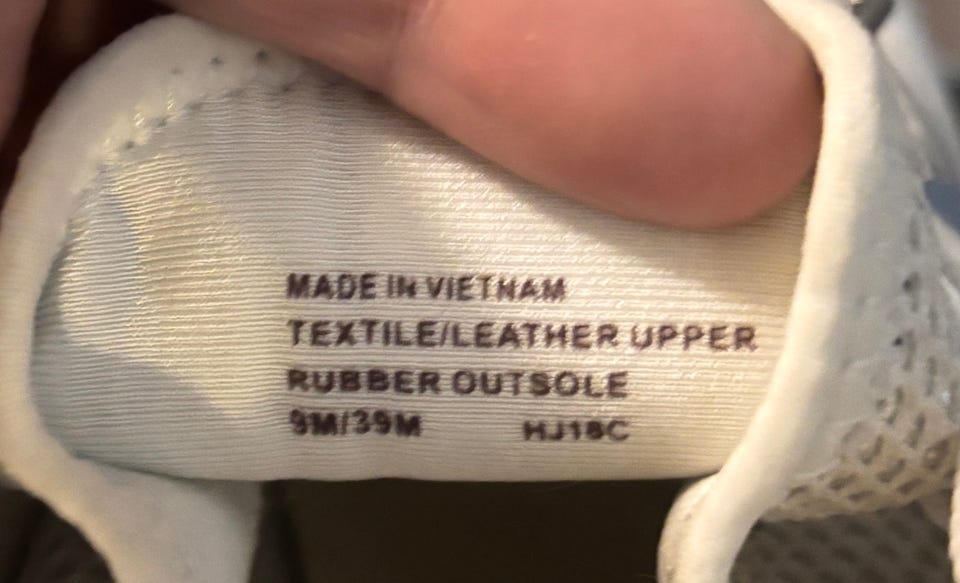 MADE IN VIETNAM
TEXTILE/LEATHER UPPER
RUBBER OUTSOLE
9M/39M HJ18C